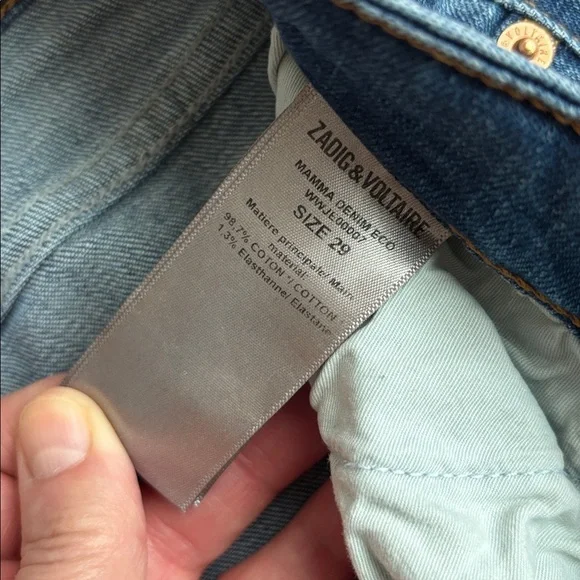 ZADIG&VOLTAIRE
MAMMA DENIM ECO
WWJE00007
SIZE 29
Matière principale/ Main
material:
98,7% COTON */ COTTON
1,3% Elasthanne/ Elastane